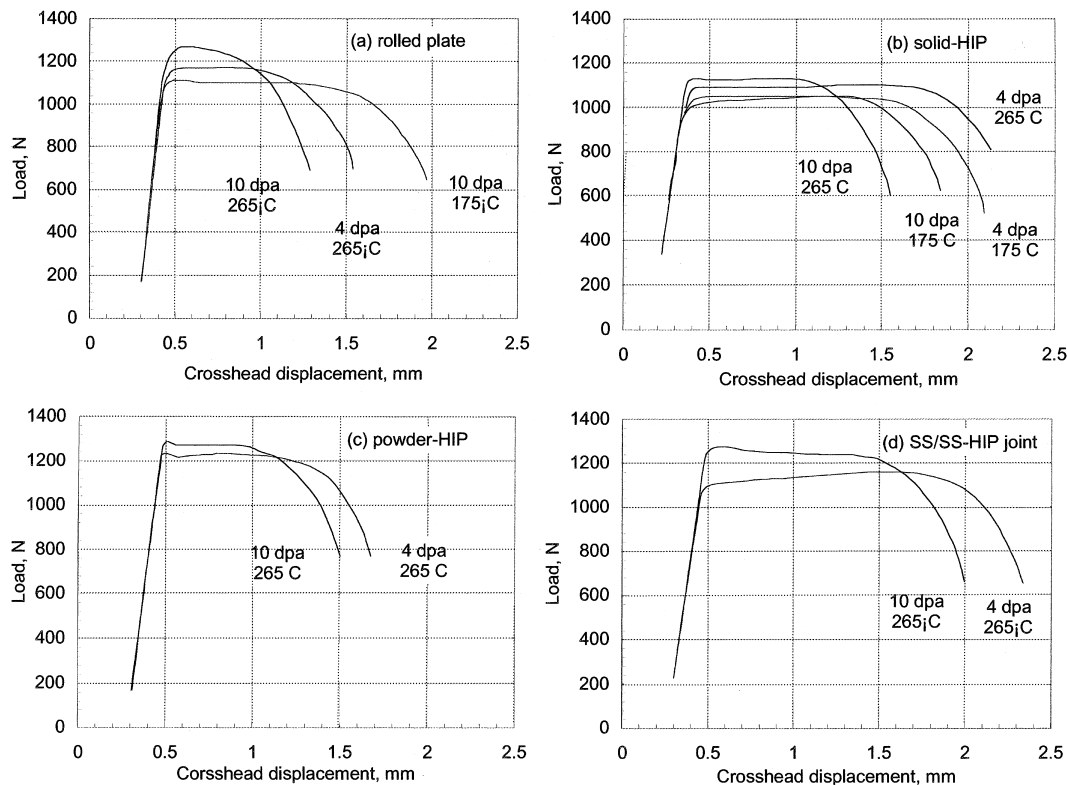 (a) rolled plate
1400
1200
1000
800
600
400
200
0
Load, N
10 dpa
265¡C
4 dpa
265¡C
10 dpa
175¡C
0 0.5 1 1.5 2 2.5
Crosshead displacement, mm
(b) solid-HIP
1400
1200
1000
800
600
400
200
0
Load, N
4 dpa
265 C
10 dpa
265 C
10 dpa
175 C
4 dpa
175 C
0 0.5 1 1.5 2 2.5
Crosshead displacement, mm
(c) powder-HIP
1400
1200
1000
800
600
400
200
0
Load, N
10 dpa
265 C
4 dpa
265 C
0 0.5 1 1.5 2 2.5
Corsshead displacement, mm
(d) SS/SS-HIP joint
1400
1200
1000
800
600
400
200
0
Load, N
10 dpa
265¡C
4 dpa
265¡C
0 0.5 1 1.5 2 2.5
Crosshead displacement, mm